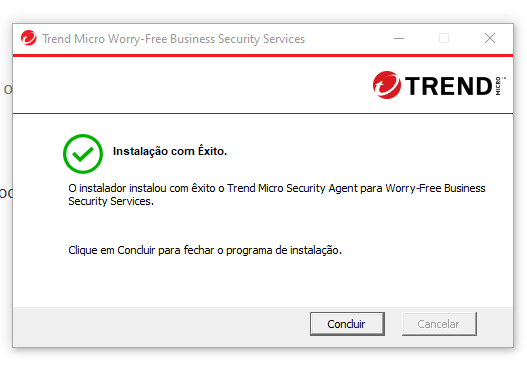 Trend Micro Worry-Free Business Security Services
TREND MICRO™
Instalação com Êxito.
O instalador instalou com êxito o Trend Micro Security Agent para Worry-Free Business
Security Services.
Clique em Concluir para fechar o programa de instalação.
Concluir
Cancelar